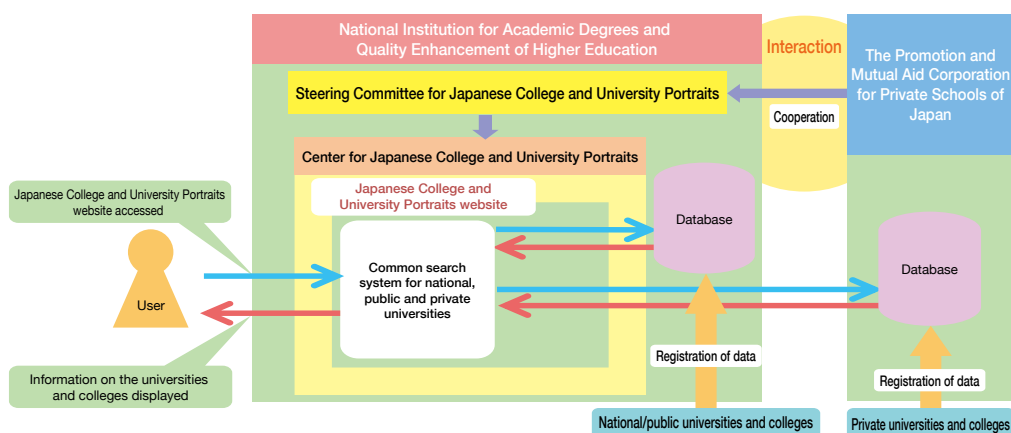 National Institution for Academic Degrees and
Quality Enhancement of Higher Education
Interaction
The Promotion and
Mutual Aid Corporation
for Private Schools of
Japan
Steering Committee for Japanese College and University Portraits
Cooperation
Center for Japanese College and University Portraits
Japanese College and
University Portraits website
Japanese College and University Portraits
website accessed
Database
Database
Common search
system for national,
public and private
universities
User
Registration of data
Registration of data
Information on the universities
and colleges displayed
National/public universities and colleges
Private universities and colleges